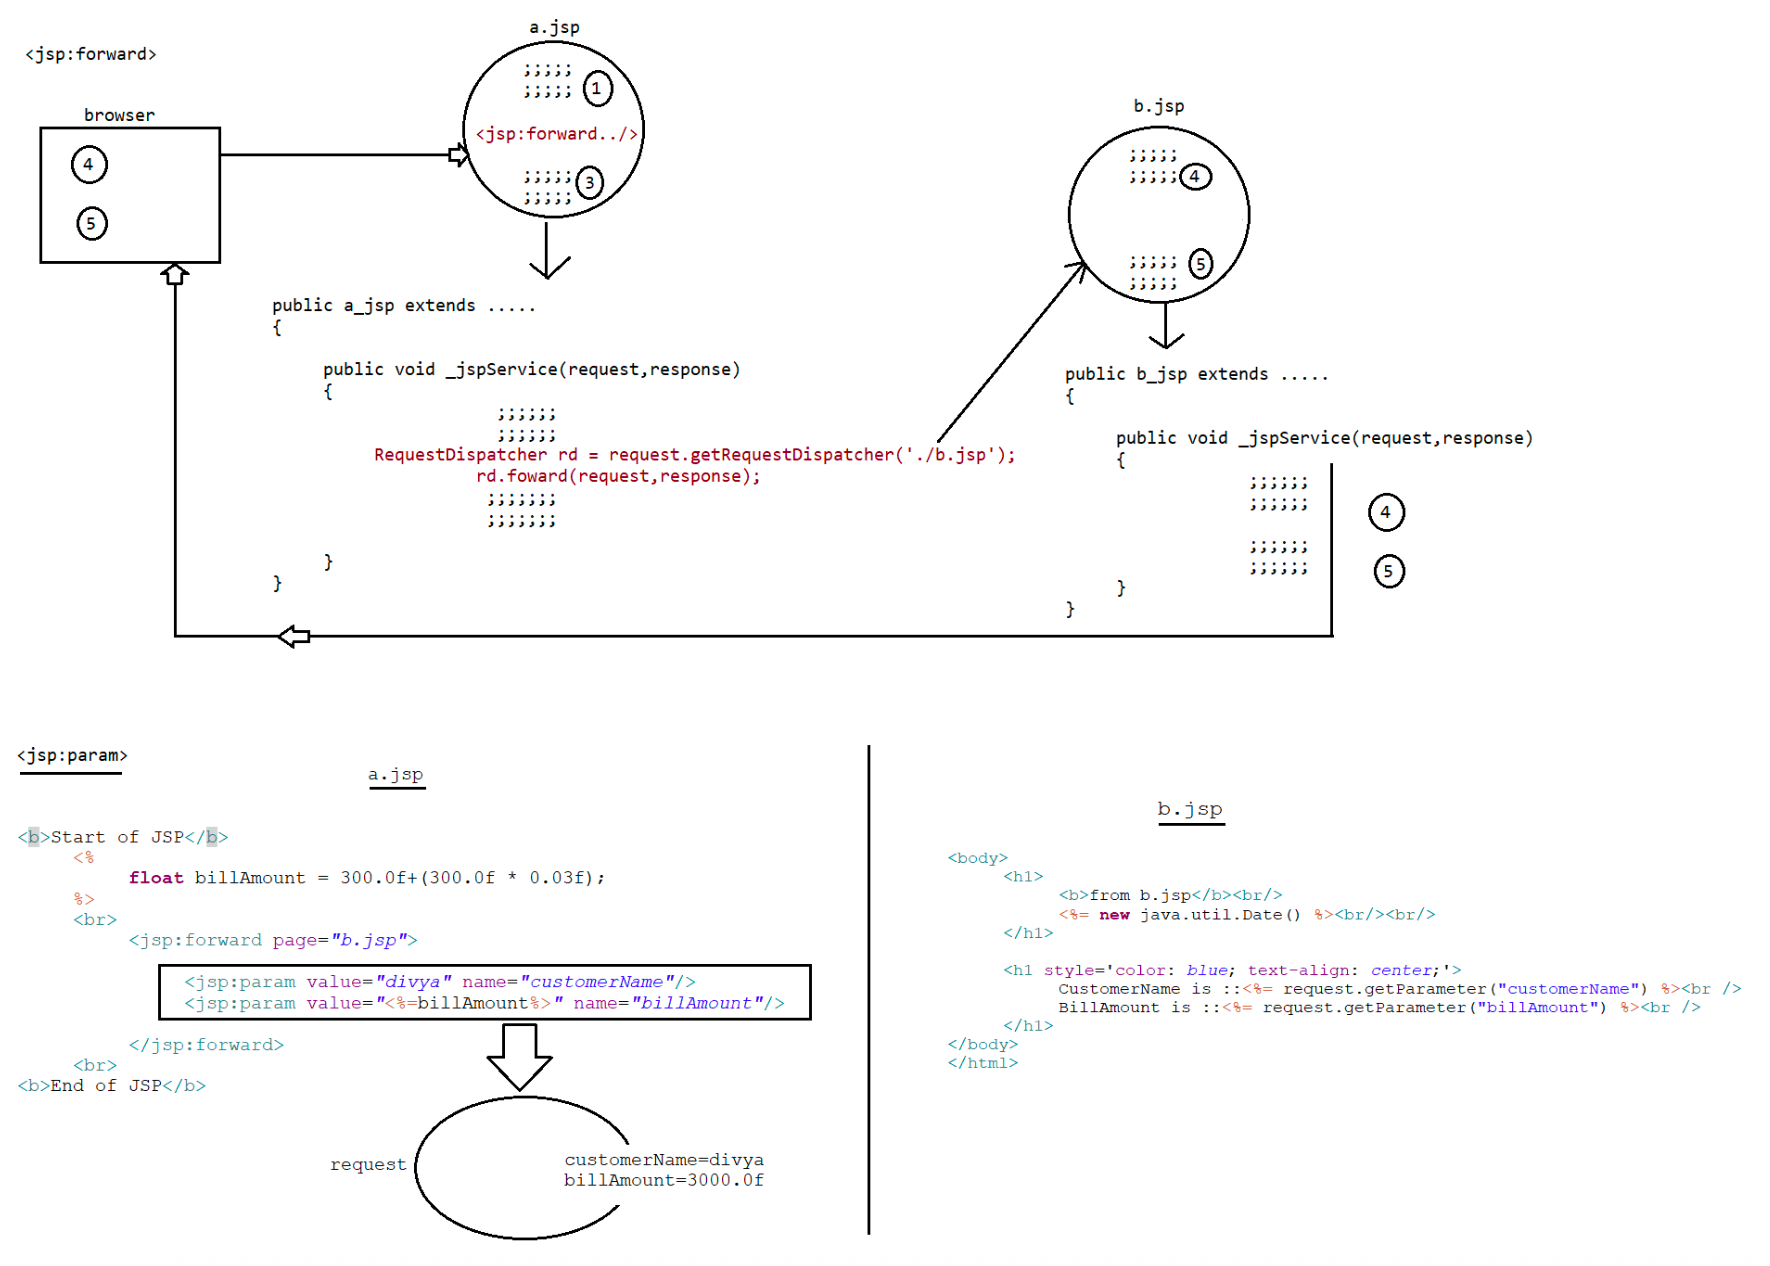 <jsp:forward>
browser
4
5
a.jsp
;;;;;
;;;;; 1
<jsp:forward../>
;;;;; 3
;;;;;
b.jsp
;;;;;
;;;;; 4
;;;;; 5
;;;;;
public a_jsp extends .....
{
public void _jspService(request,response)
{
;;;;;;
;;;;;;
RequestDispatcher rd = request.getRequestDispatcher('./b.jsp');
rd.foward(request,response);
;;;;;;;
;;;;;;;
}
}
public b_jsp extends .....
{
public void _jspService(request,response)
{
;;;;;;
;;;;;; 4
;;;;;;
;;;;;; 5
}
}
<jsp:param>
a.jsp
<b>Start of JSP</b>
<%
float billAmount = 300.0f+(300.0f * 0.03f);
%>
<br>
<jsp:forward page="b.jsp">
<jsp:param value="divya" name="customerName"/>
<jsp:param value="<%=billAmount%>" name="billAmount"/>
</jsp:forward>
<br>
<b>End of JSP</b>
request
customerName=divya
billAmount=3000.0f
b.jsp
<body>
<h1>
<b>from b.jsp</b><br/>
<%= new java.util.Date() %><br/><br/>
</h1>
<h1 style='color: blue; text-align: center;'>
CustomerName is ::<%= request.getParameter("customerName") %><br />
BillAmount is ::<%= request.getParameter("billAmount") %><br />
</h1>
</body>
</html>